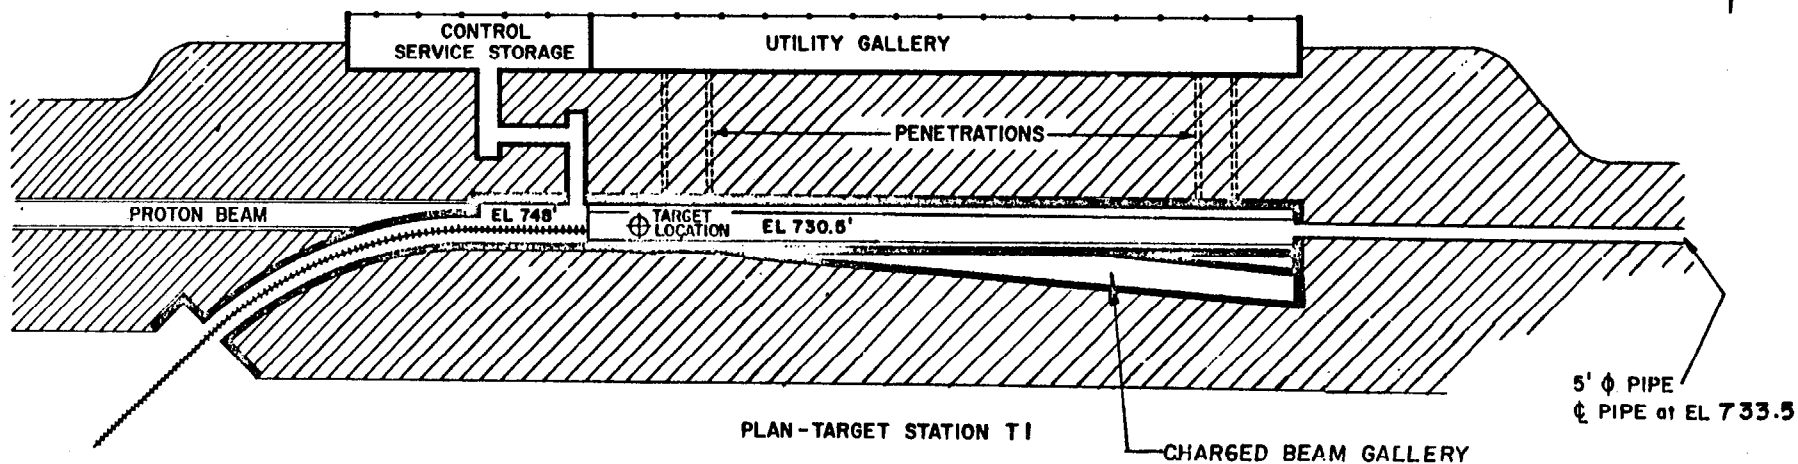 CONTROL
SERVICE STORAGE
UTILITY GALLERY
PENETRATIONS
PROTON BEAM
EL 748'
TARGET
LOCATION
EL 730.5'
5' ϕ PIPE
℄ PIPE at EL 733.5
PLAN-TARGET STATION T1
CHARGED BEAM GALLERY